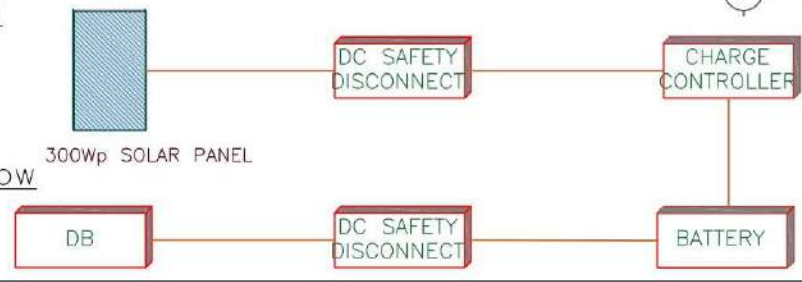 DC SAFETY
DISCONNECT
CHARGE
CONTROLLER
300Wp SOLAR PANEL
OW
DB
DC SAFETY
DISCONNECT
BATTERY